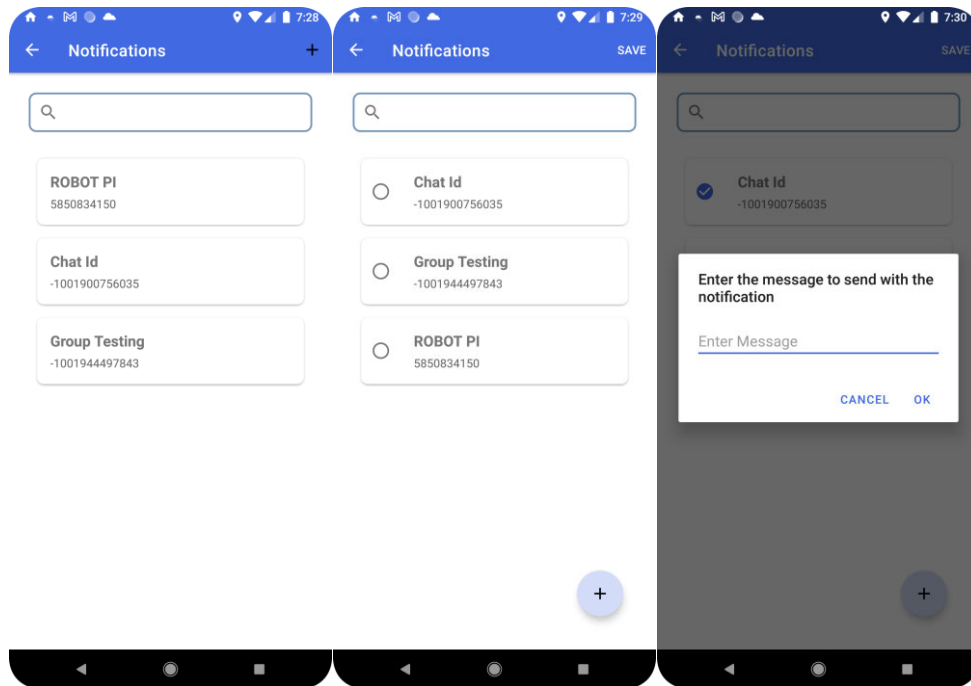 7:28
Notifications
ROBOT PI
5850834150
Chat Id
-1001900756035
Group Testing
-1001944497843
7:29
Notifications
SAVE
Chat Id
-1001900756035
Group Testing
-1001944497843
ROBOT PI
5850834150
7:30
Notifications
SAVE
Chat Id
-1001900756035
Enter the message to send with the
notification
Enter Message
CANCEL OK